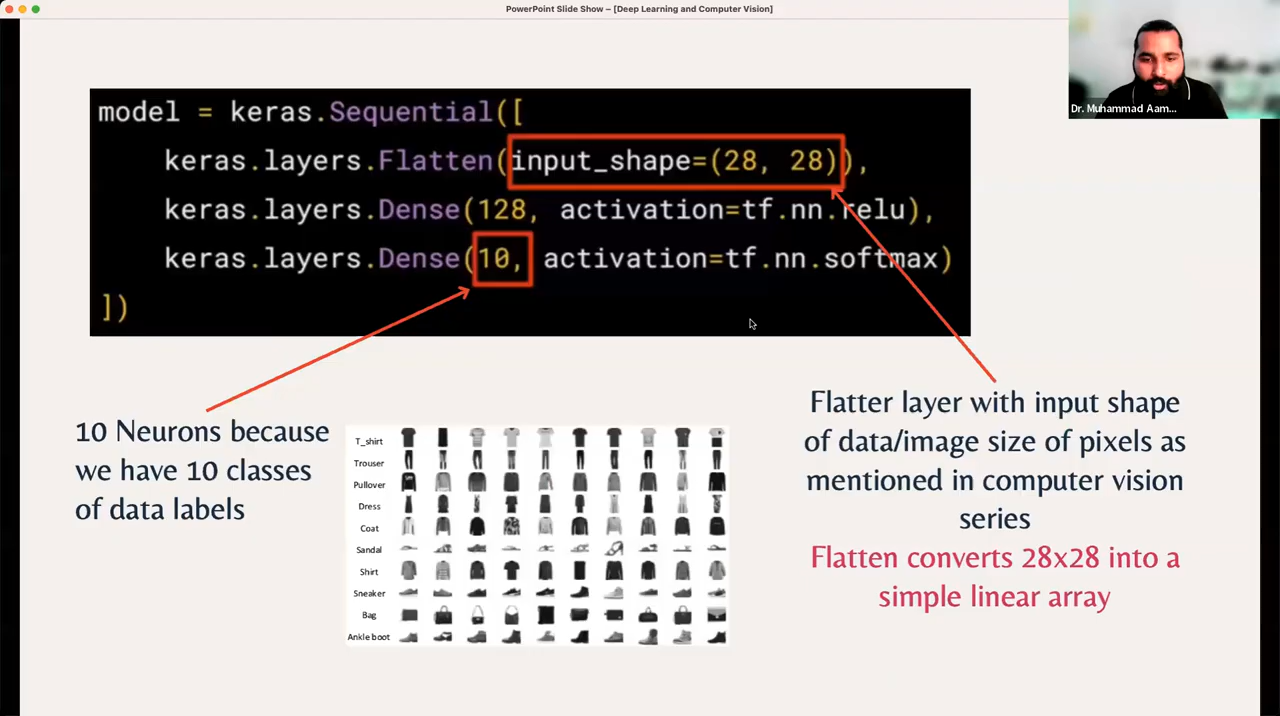 PowerPoint Slide Show – [Deep Learning and Computer Vision]
Dr. Muhammad Aam...
model = keras.Sequential([
keras.layers.Flatten(input_shape=(28, 28)),
keras.layers.Dense(128, activation=tf.nn.relu),
keras.layers.Dense(10, activation=tf.nn.softmax)
])
10 Neurons because
we have 10 classes
of data labels
T_shirt
Trouser
Pullover
Dress
Coat
Sandal
Shirt
Sneaker
Bag
Ankle boot
Flatter layer with input shape
of data/image size of pixels as
mentioned in computer vision
series
Flatten converts 28x28 into a
simple linear array